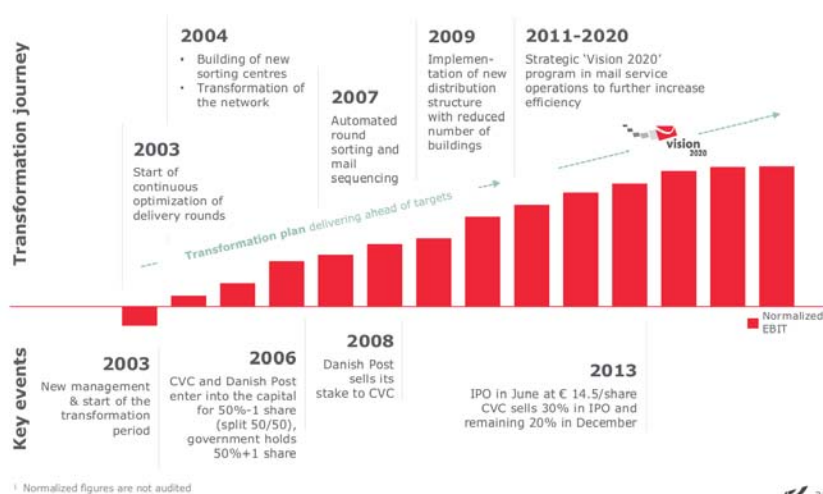 Transformation journey
2003
Start of
continuous
optimization of
delivery rounds
2004
• Building of new
sorting centres
• Transformation of
the network
2007
Automated
round
sorting and
mail
sequencing
2009
Implemen-
tation of new
distribution
structure
with reduced
number of
buildings
2011-2020
Strategic ‘Vision 2020’
program in mail service
operations to further increase
efficiency
vision
2020
Transformation plan delivering ahead of targets
Normalized
EBIT
Key events
2003
New management
& start of the
transformation
period
2006
CVC and Danish Post
enter into the capital
for 50%-1 share
(split 50/50),
government holds
50%+1 share
2008
Danish Post
sells its
stake to CVC
2013
IPO in June at € 14.5/share
CVC sells 30% in IPO and
remaining 20% in December
¹ Normalized figures are not audited